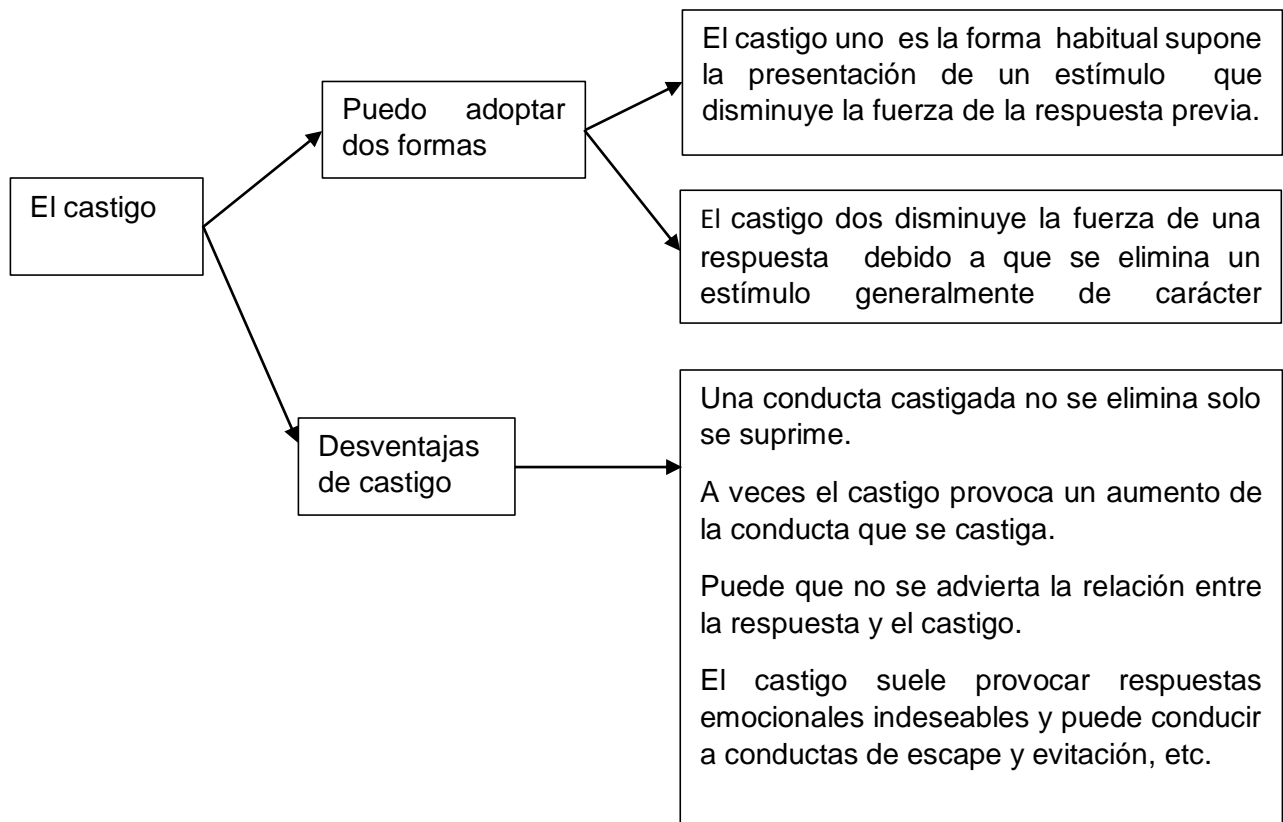 El castigo
Puedo adoptar
dos formas
El castigo uno es la forma habitual supone
la presentación de un estímulo que
disminuye la fuerza de la respuesta previa.
El castigo dos disminuye la fuerza de una
respuesta debido a que se elimina un
estímulo generalmente de carácter
Desventajas
de castigo
Una conducta castigada no se elimina solo
se suprime.
A veces el castigo provoca un aumento de
la conducta que se castiga.
Puede que no se advierta la relación entre
la respuesta y el castigo.
El castigo suele provocar respuestas
emocionales indeseables y puede conducir
a conductas de escape y evitación, etc.